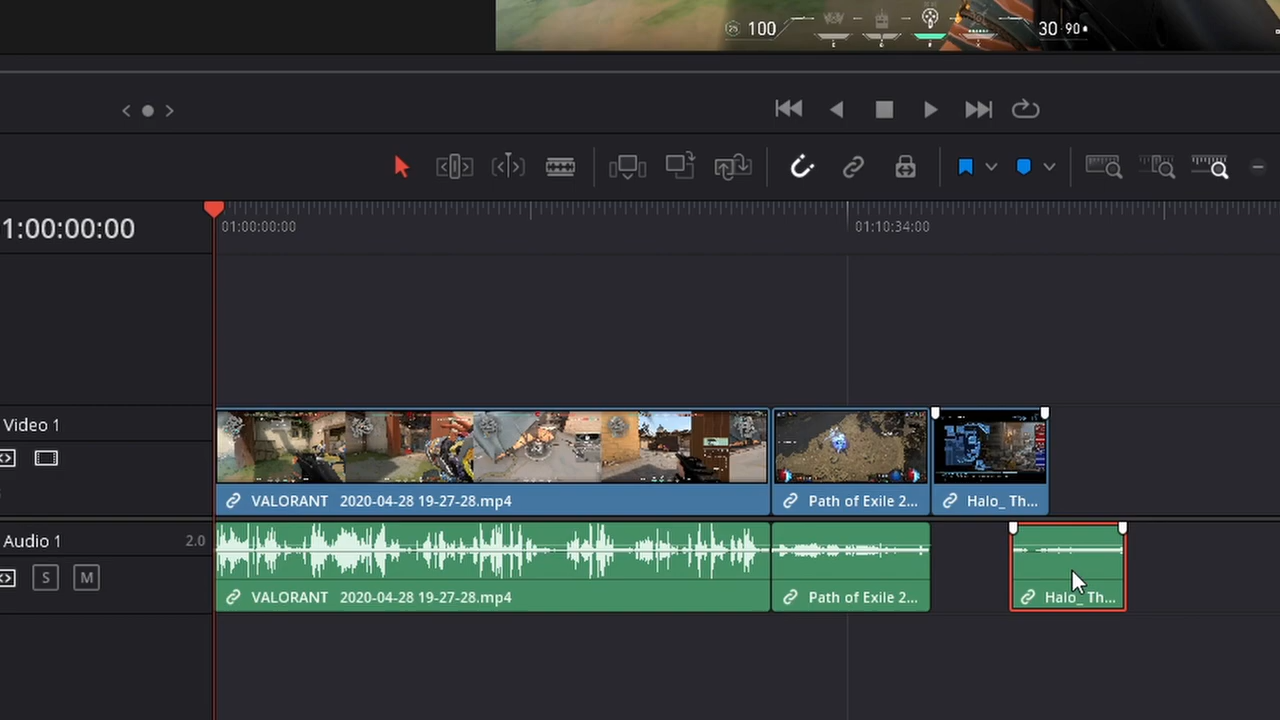 100
30 90
1:00:00:00
01:00:00:00
01:10:34:00
Video 1
VALORANT 2020-04-28 19-27-28.mp4
Path of Exile 2...
Halo_ Th...
Audio 1
2.0
S
M
VALORANT 2020-04-28 19-27-28.mp4
Path of Exile 2...
Halo_ Th...